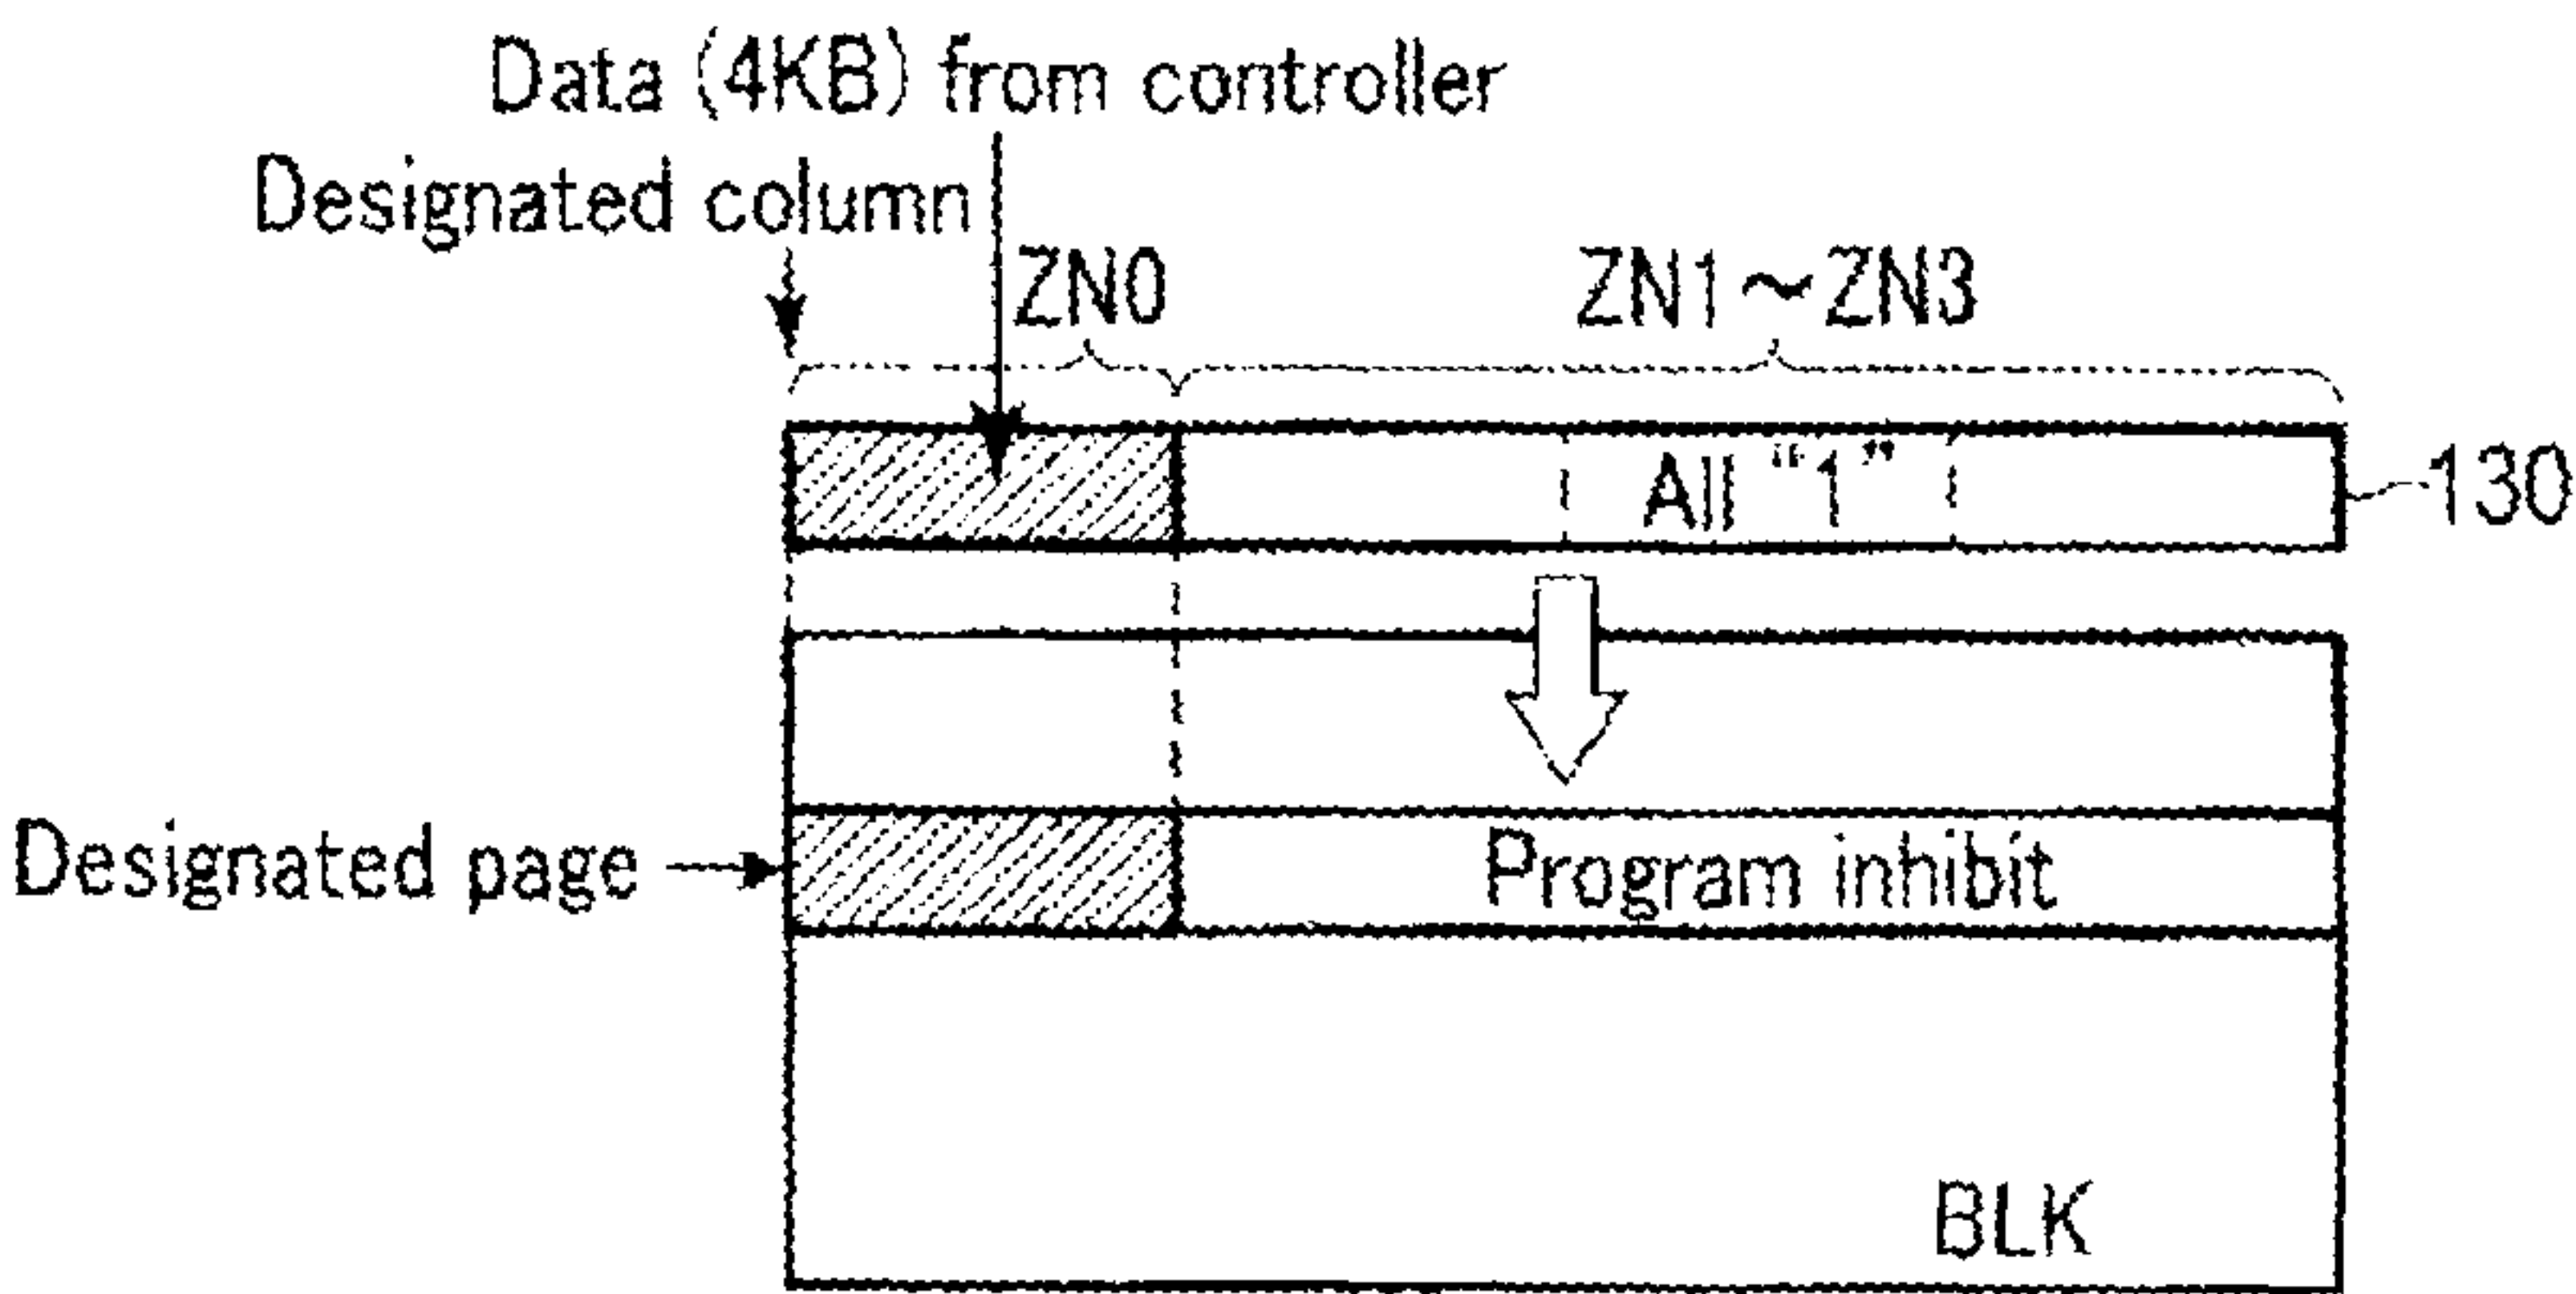 Data (4KB) from controller
Designated column
ZN0 ZN1~ZN3
All "1" 130
Designated page Program inhibit
BLK